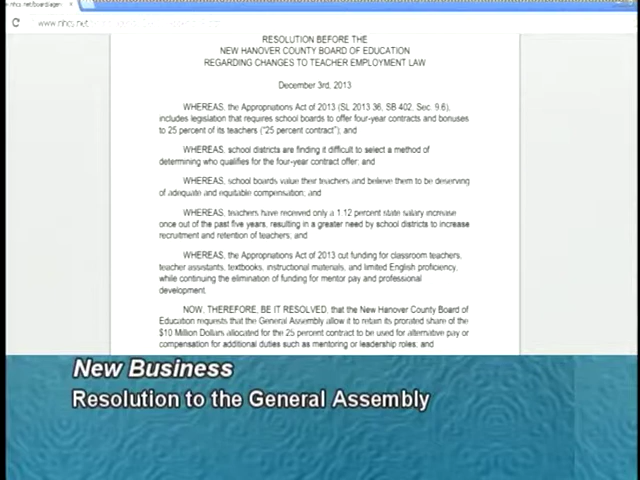 www.nhcs.net/
RESOLUTION BEFORE THE
NEW HANOVER COUNTY BOARD OF EDUCATION
REGARDING CHANGES TO TEACHER EMPLOYMENT LAW
December 3rd, 2013
WHEREAS, the Appropriations Act of 2013 (SL 2013 36, SB 402, Sec. 9.6),
includes legislation that requires school boards to offer four-year contracts and bonuses
to 25 percent of its teachers ("25 percent contract"); and
WHEREAS, school districts are finding it difficult to select a method of
determining who qualifies for the four-year contract offer; and
WHEREAS, school boards value their teachers and believe them to be deserving
of adequate and equitable compensation; and
WHEREAS, teachers have received only a 1.12 percent state salary increase
once out of the past five years, resulting in a greater need by school districts to increase
recruitment and retention of teachers; and
WHEREAS, the Appropriations Act of 2013 cut funding for classroom teachers,
teacher assistants, textbooks, instructional materials, and limited English proficiency,
while continuing the elimination of funding for mentor pay and professional
development.
NOW, THEREFORE, BE IT RESOLVED, that the New Hanover County Board of
Education requests that the General Assembly allow it to retain its prorated share of the
$10 Million Dollars allocated for the 25 percent contract to be used for alternative pay or
compensation for additional duties such as mentoring or leadership roles, and
New Business
Resolution to the General Assembly